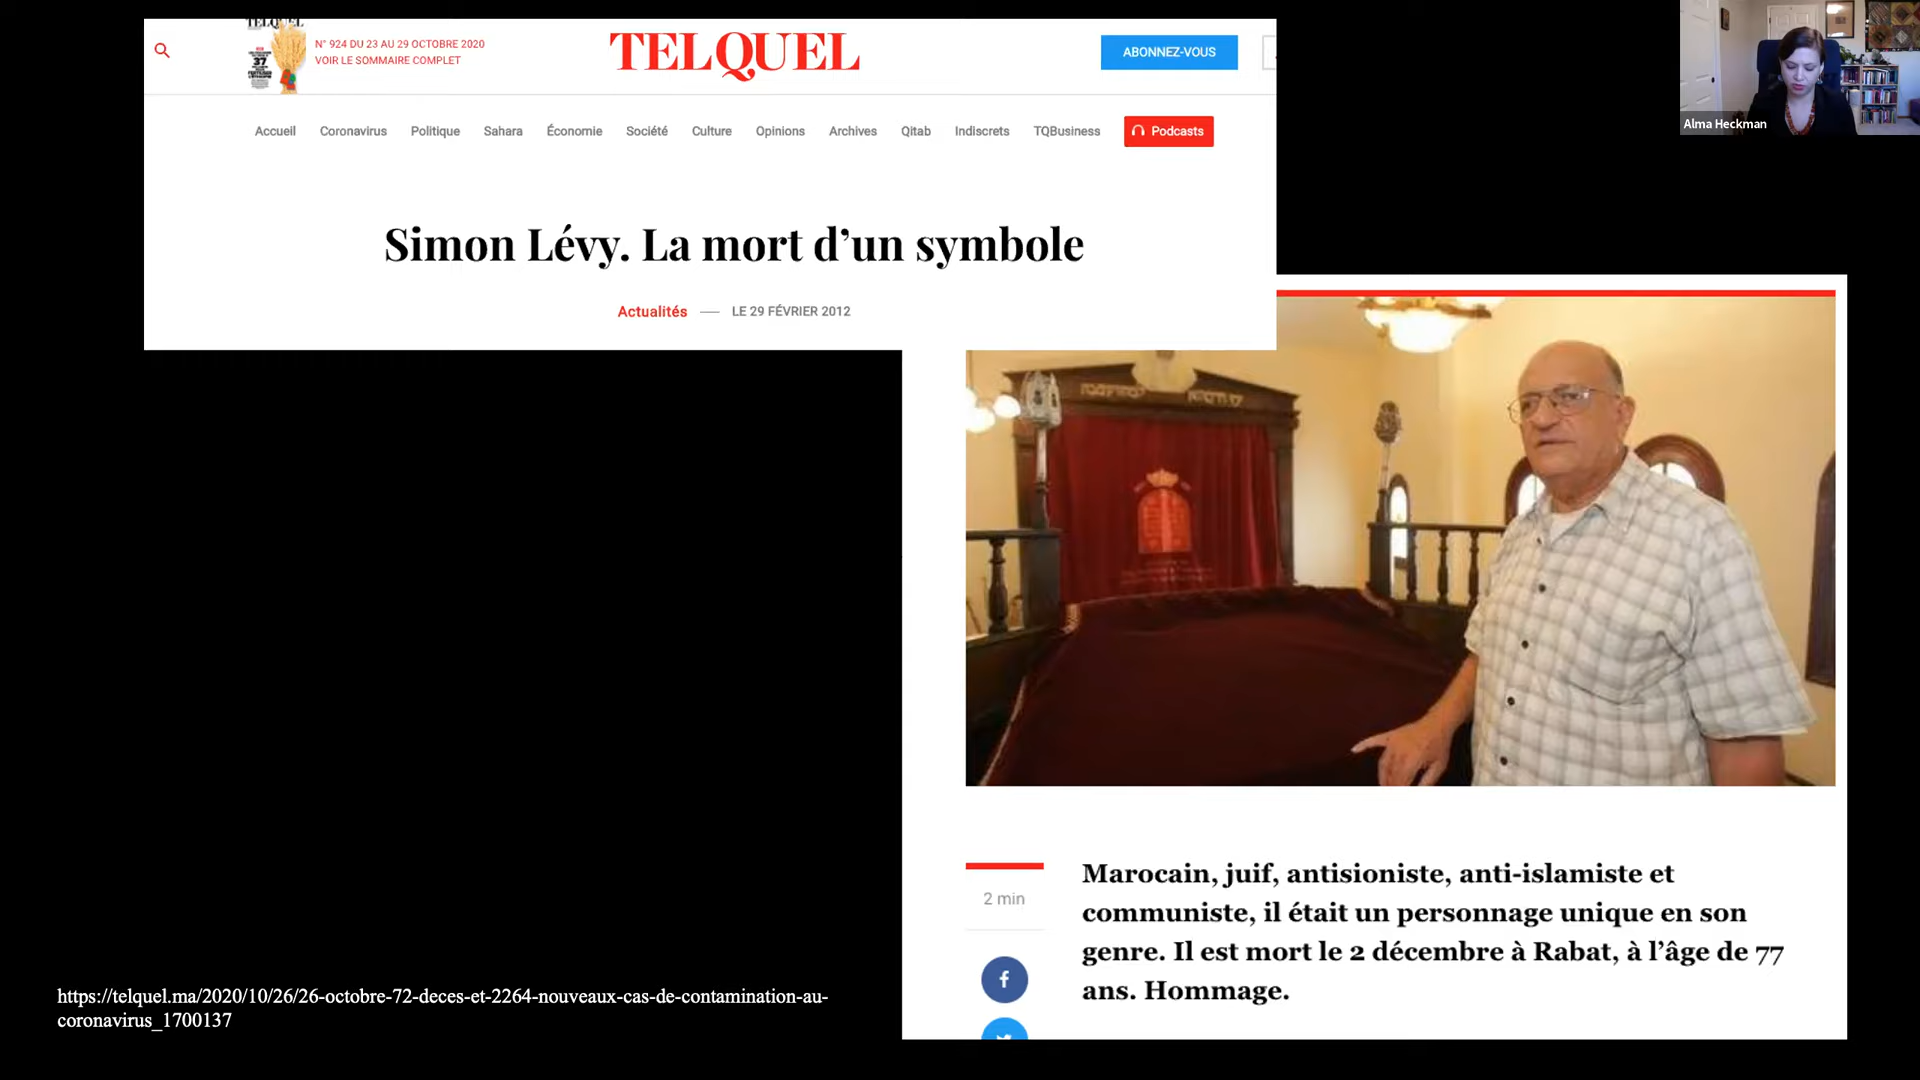 TELQUEL
37
N° 924 DU 23 AU 29 OCTOBRE 2020
VOIR LE SOMMAIRE COMPLET
TELQUEL
ABONNEZ-VOUS
Accueil Coronavirus Politique Sahara Économie Société Culture Opinions Archives Qitab Indiscrets TQBusiness Podcasts
Simon Lévy. La mort d’un symbole
Actualités — LE 29 FÉVRIER 2012
Alma Heckman
2 min
Marocain, juif, antisioniste, anti-islamiste et
communiste, il était un personnage unique en son
genre. Il est mort le 2 décembre à Rabat, à l’âge de 77
ans. Hommage.
https://telquel.ma/2020/10/26/26-octobre-72-deces-et-2264-nouveaux-cas-de-contamination-au-
coronavirus_1700137